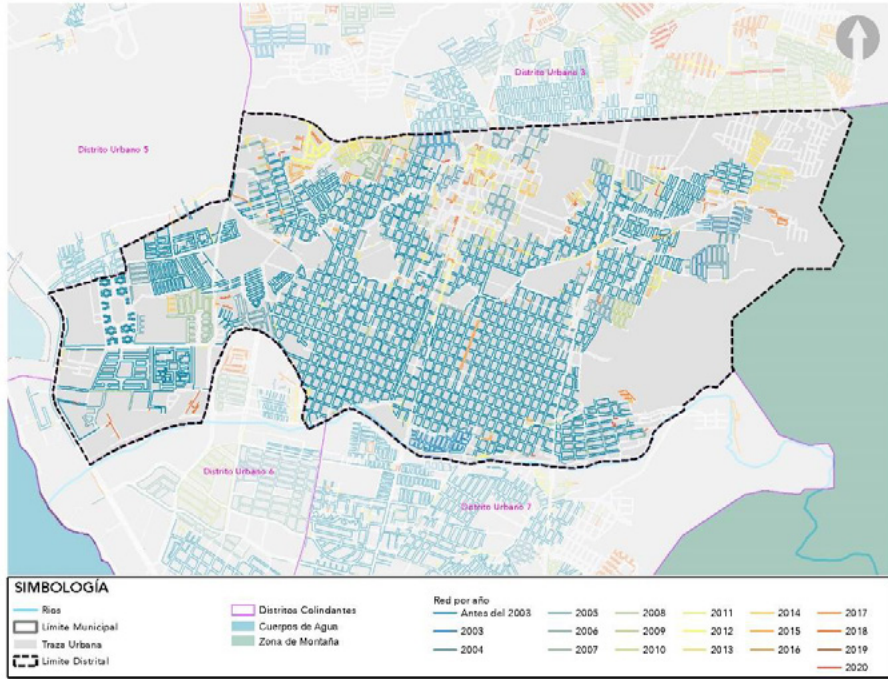 Distrito Urbano 3
Distrito Urbano 5
Distrito Urbano 6
Distrito Urbano 7
SIMBOLOGÍA
Rios
Límite Municipal
Traza Urbana
Límite Distrital
Distritos Colindantes
Cuerpos de Agua
Zona de Montaña
Red por año
Antes del 2003
2003
2004
2005
2006
2007
2008
2009
2010
2011
2012
2013
2014
2015
2016
2017
2018
2019
2020